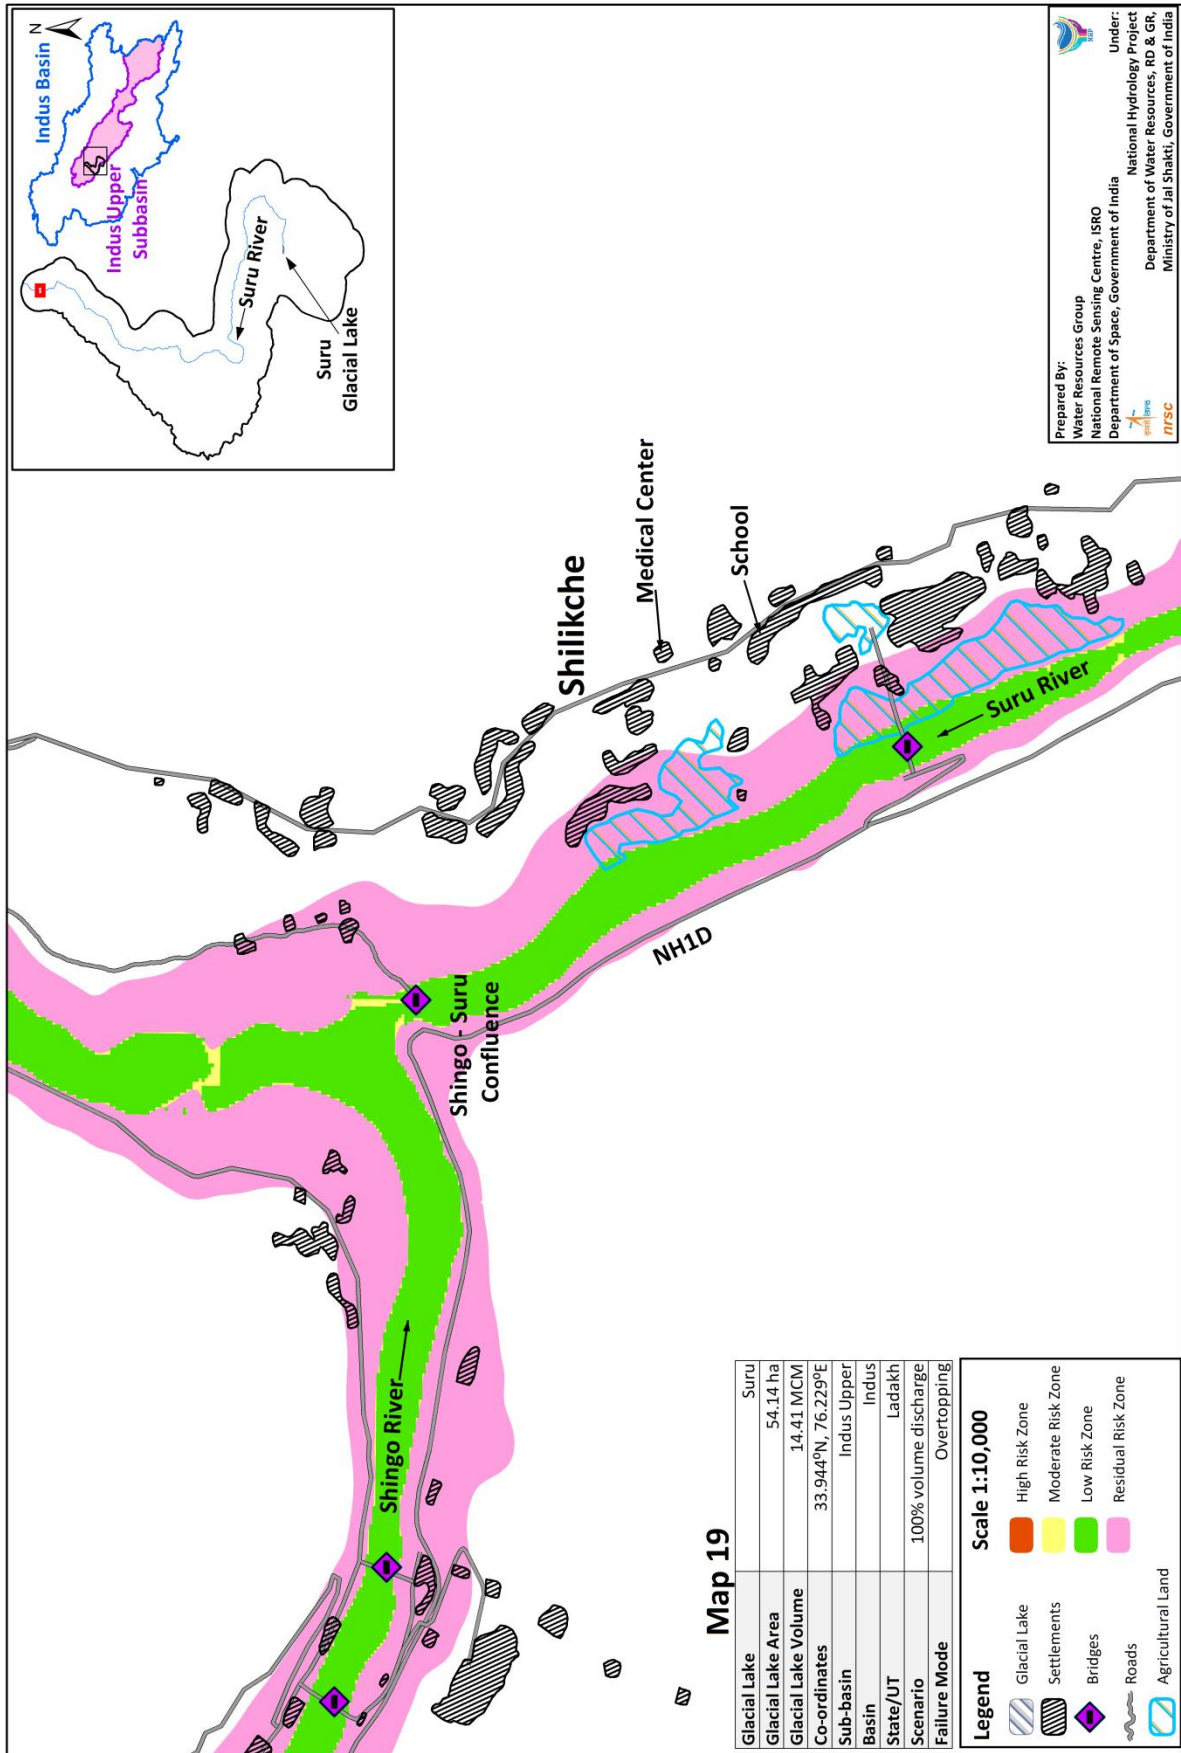 N
Indus Basin
Indus Upper
Subbasin
Suru River
Suru
Glacial Lake
Shilikche
Medical Center
School
Suru River
NH1D
Shingo - Suru
Confluence
Shingo River
Map 19
Glacial Lake Suru
Glacial Lake Area 54.14 ha
Glacial Lake Volume 14.41 MCM
Co-ordinates 33.944⁰N, 76.229⁰E
Sub-basin Indus Upper
Basin Indus
State/UT Ladakh
Scenario 100% volume discharge
Failure Mode Overtopping
Legend
Scale 1:10,000
Glacial Lake
Settlements
Bridges
Roads
Agricultural Land
High Risk Zone
Moderate Risk Zone
Low Risk Zone
Residual Risk Zone
Prepared By:
Water Resources Group
National Remote Sensing Centre, ISRO
Department of Space, Government of India
nrsc
Under:
National Hydrology Project
Department of Water Resources, RD & GR,
Ministry of Jal Shakti, Government of India